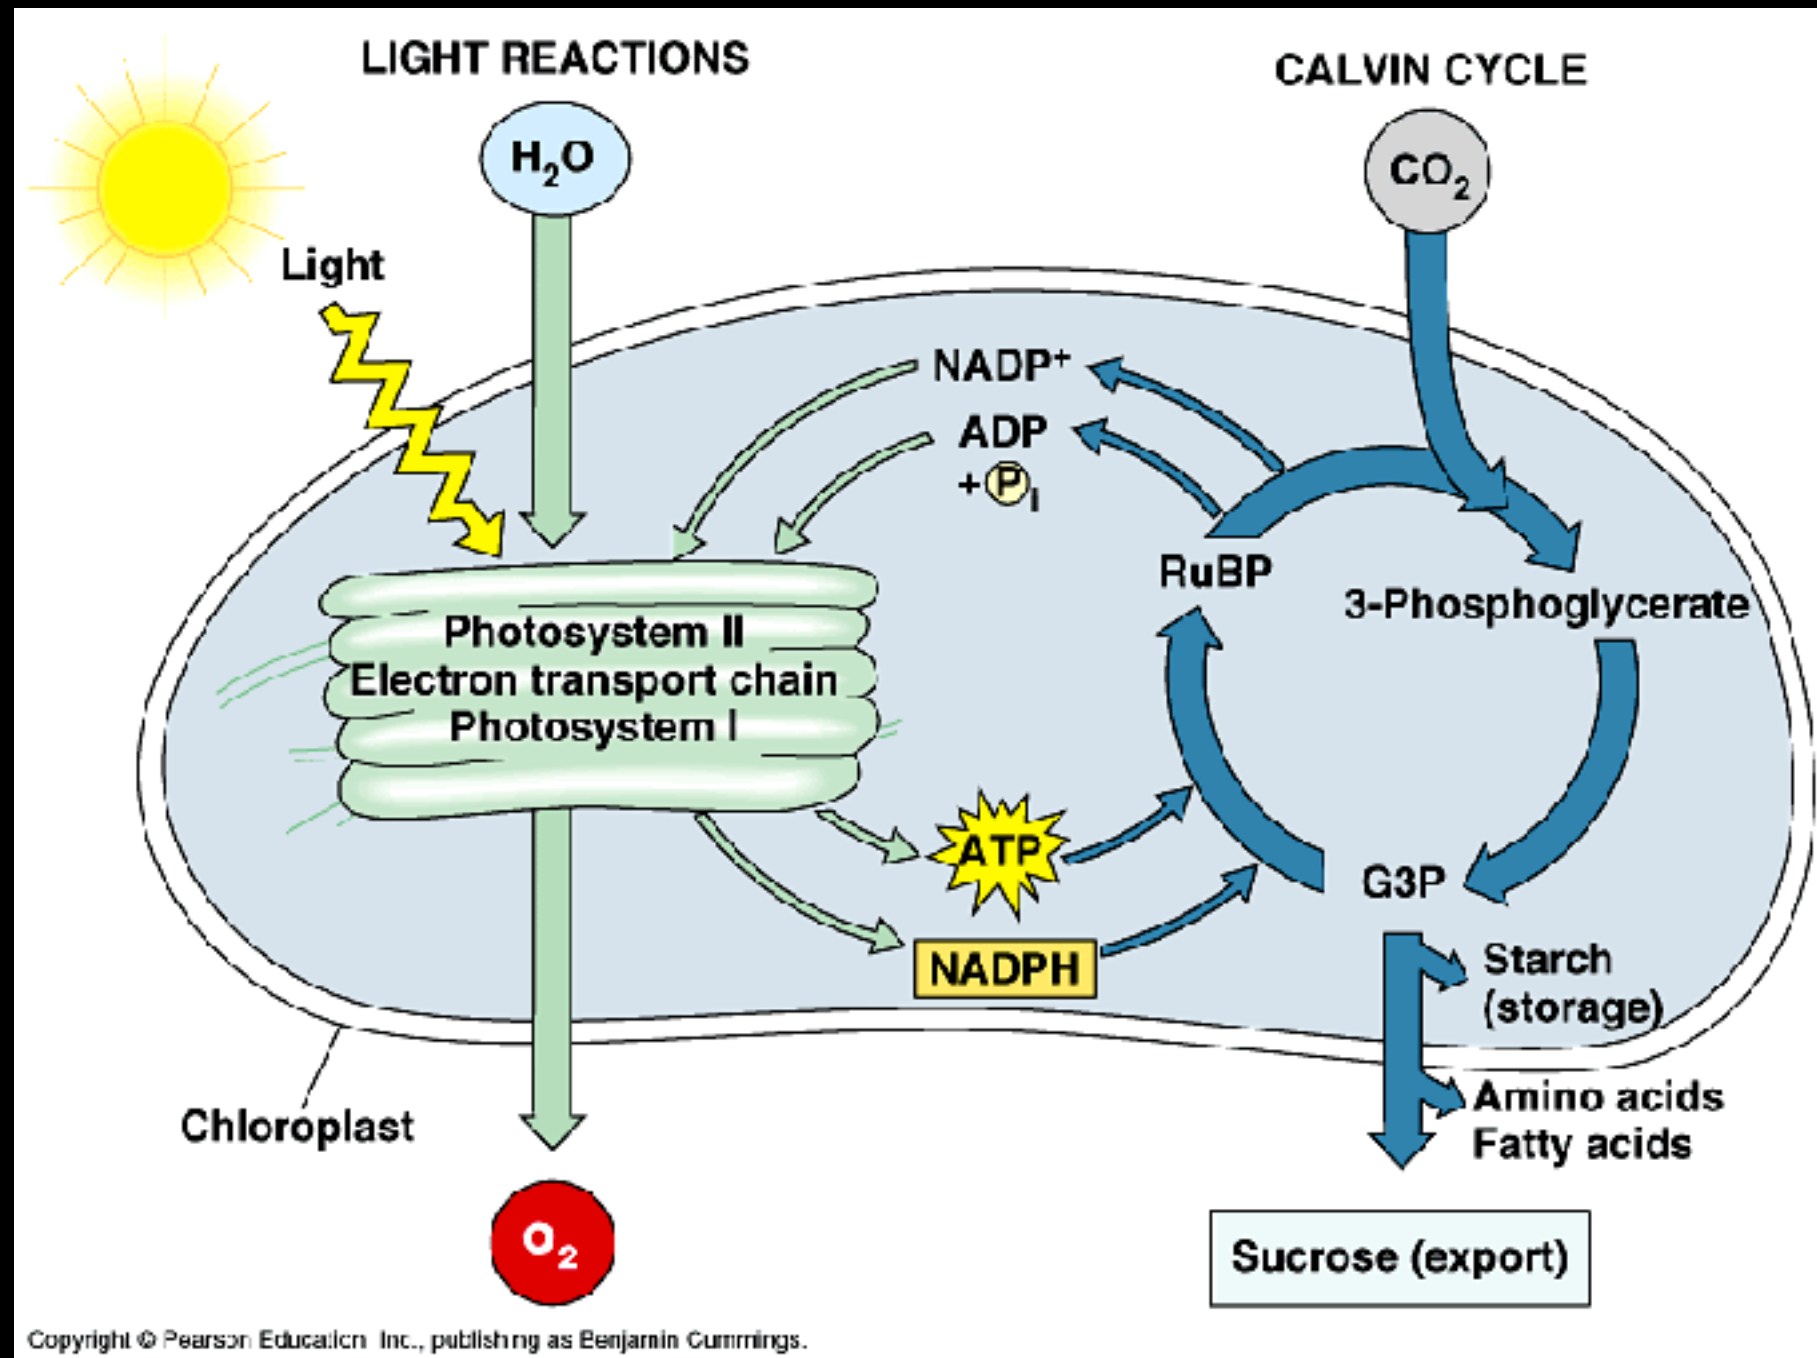 LIGHT REACTIONS
CALVIN CYCLE
H₂O
CO₂
Light
NADP⁺
ADP
+ P i
RuBP
3-Phosphoglycerate
Photosystem II
Electron transport chain
Photosystem I
ATP
G3P
NADPH
Starch
(storage)
Chloroplast
Amino acids
Fatty acids
O₂
Sucrose (export)
Copyright © Pearson Education, Inc., publishing as Benjamin Cummings.